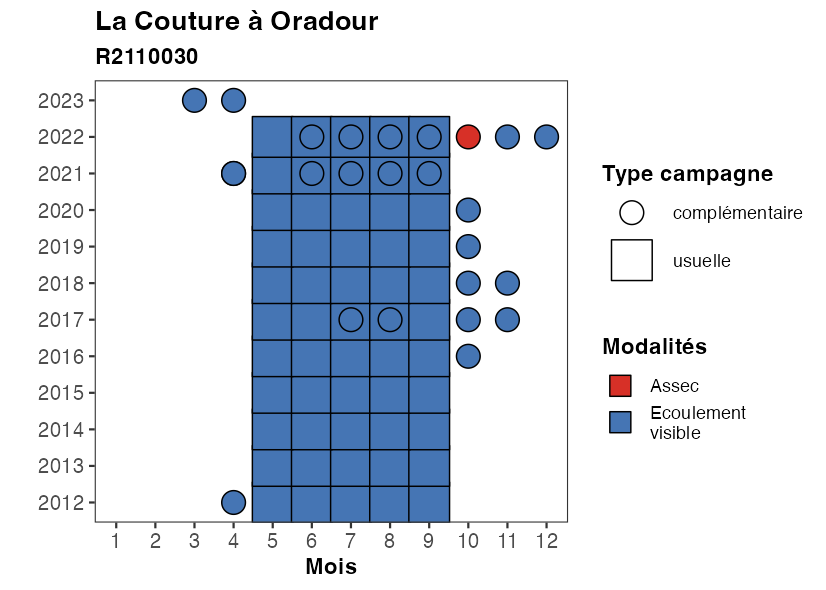 La Couture à Oradour
R2110030
2023
2022
2021
2020
2019
2018
2017
2016
2015
2014
2013
2012
1 2 3 4 5 6 7 8 9 10 11 12
Mois
Type campagne
complémentaire
usuelle
Modalités
Assec
Ecoulement
visible